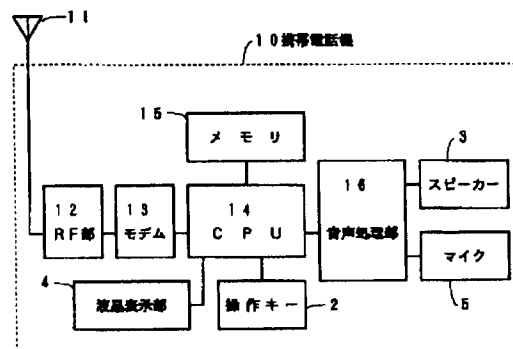 11
10携帯電話機
15
メモリ
3
スピーカー
12
RF部
13
モデム
14
CPU
16
音声処理部
マイク
5
4
液晶表示部
操作キー
2